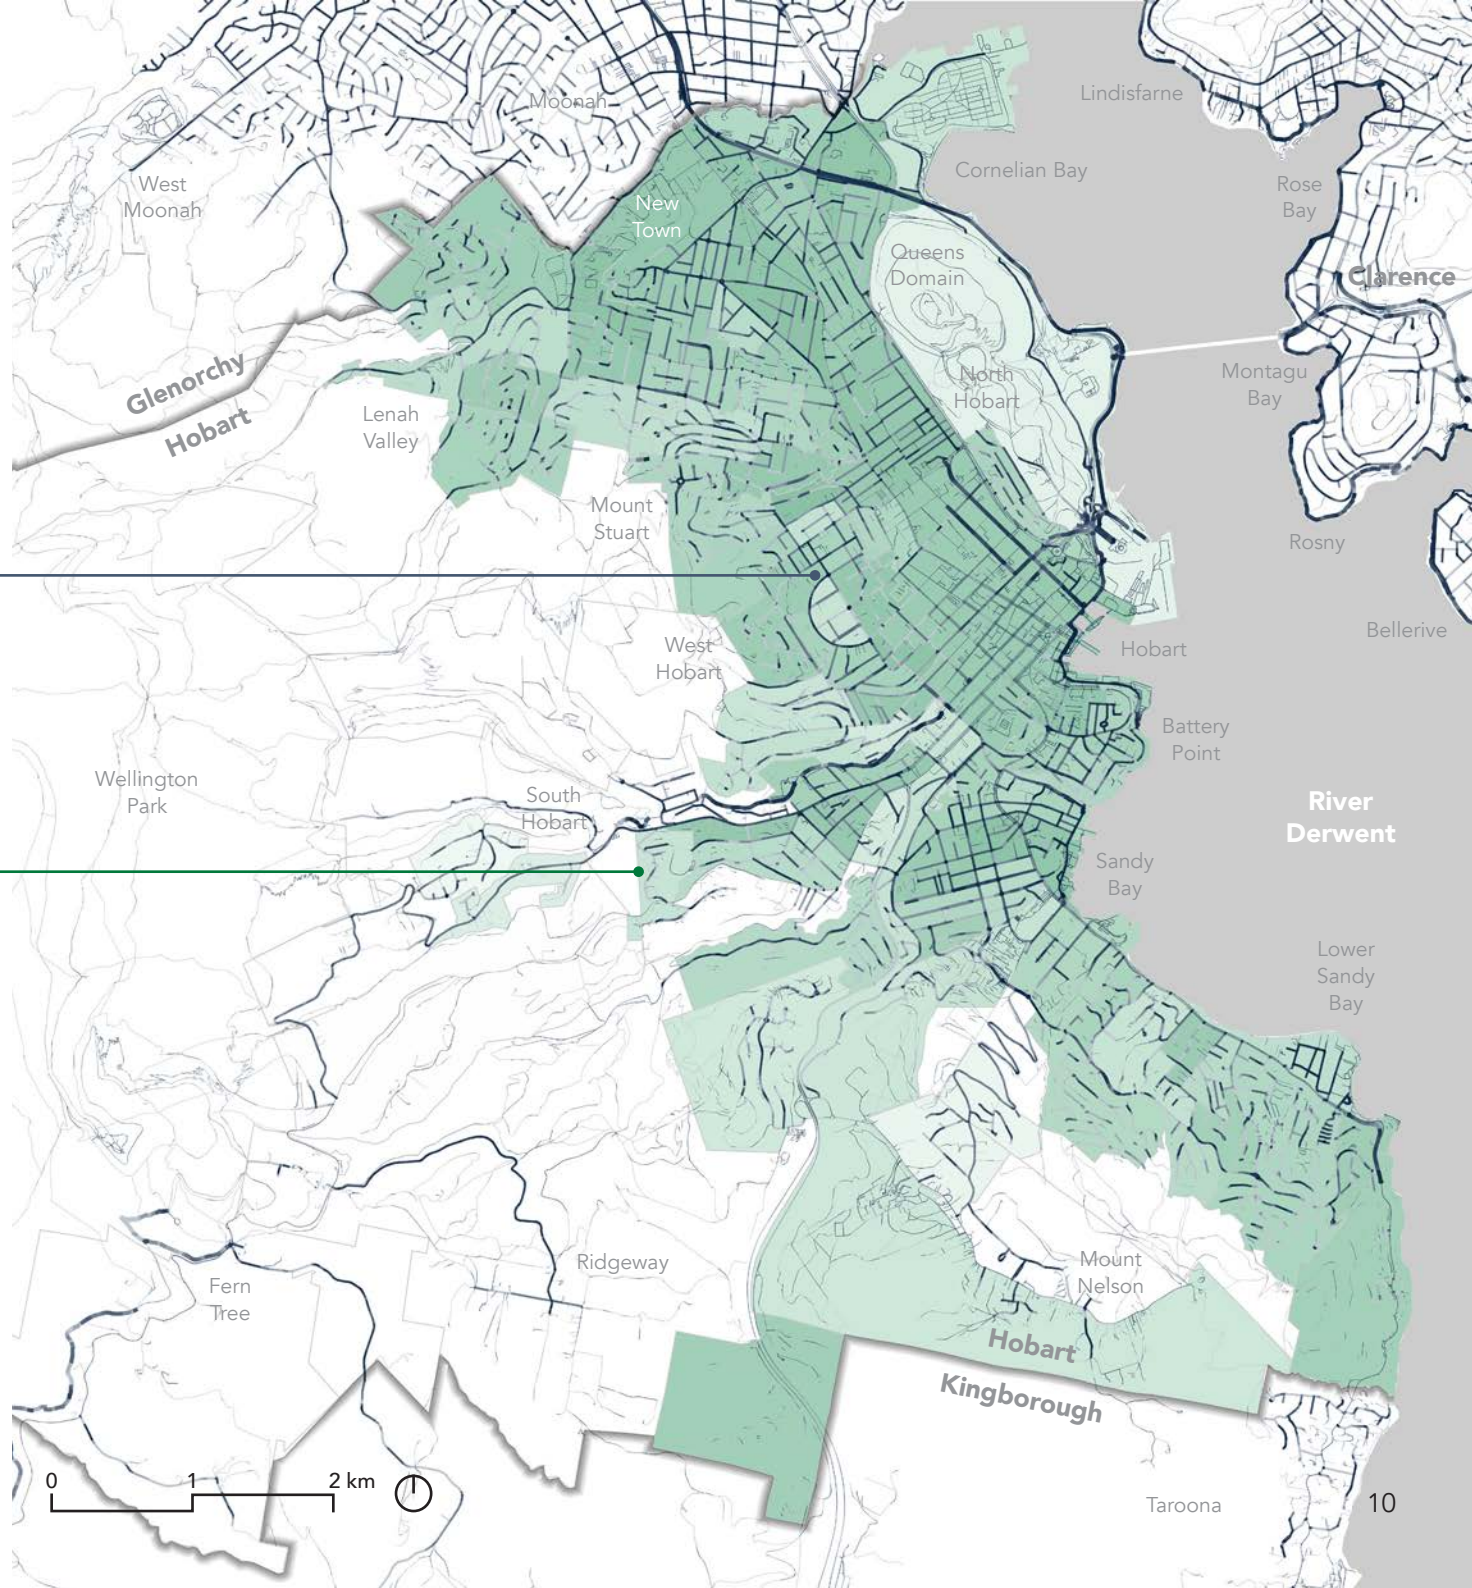 Moonah
Lindisfarne
Cornelian Bay
West
Moonah
Rose
Bay
New
Town
Queens
Domain
Clarence
Glenorchy
Hobart
Lenah
Valley
North
Hobart
Montagu
Bay
Mount
Stuart
Rosny
West
Hobart
Hobart
Bellerive
Battery
Point
Wellington
Park
South
Hobart
River
Derwent
Sandy
Bay
Lower
Sandy
Bay
Ridgeway
Mount
Nelson
Fern
Tree
Hobart
Kingborough
0 1 2 km
Taroona
10